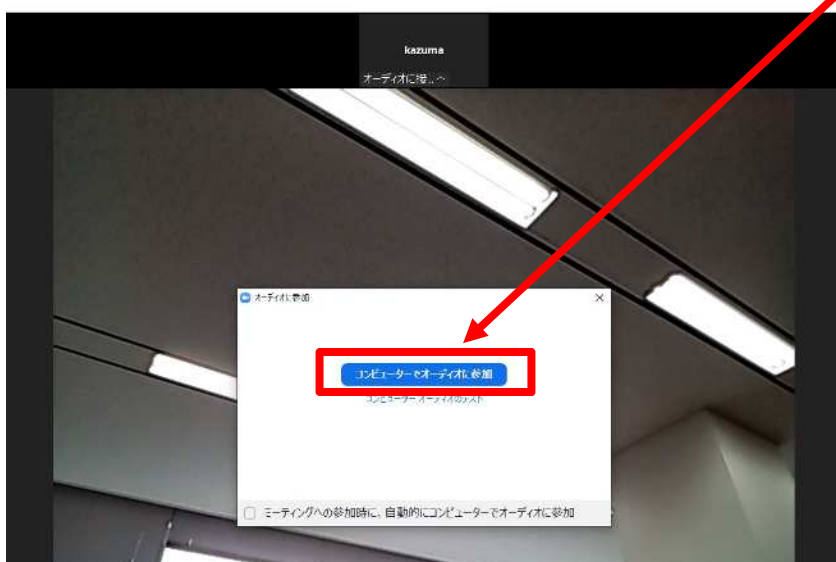 kazuma
オーディオに接... ^
オーディオに参加
コンピューターでオーディオに参加
コンピューター オーディオのテスト
ミーティングへの参加時に、自動的にコンピューターでオーディオに参加